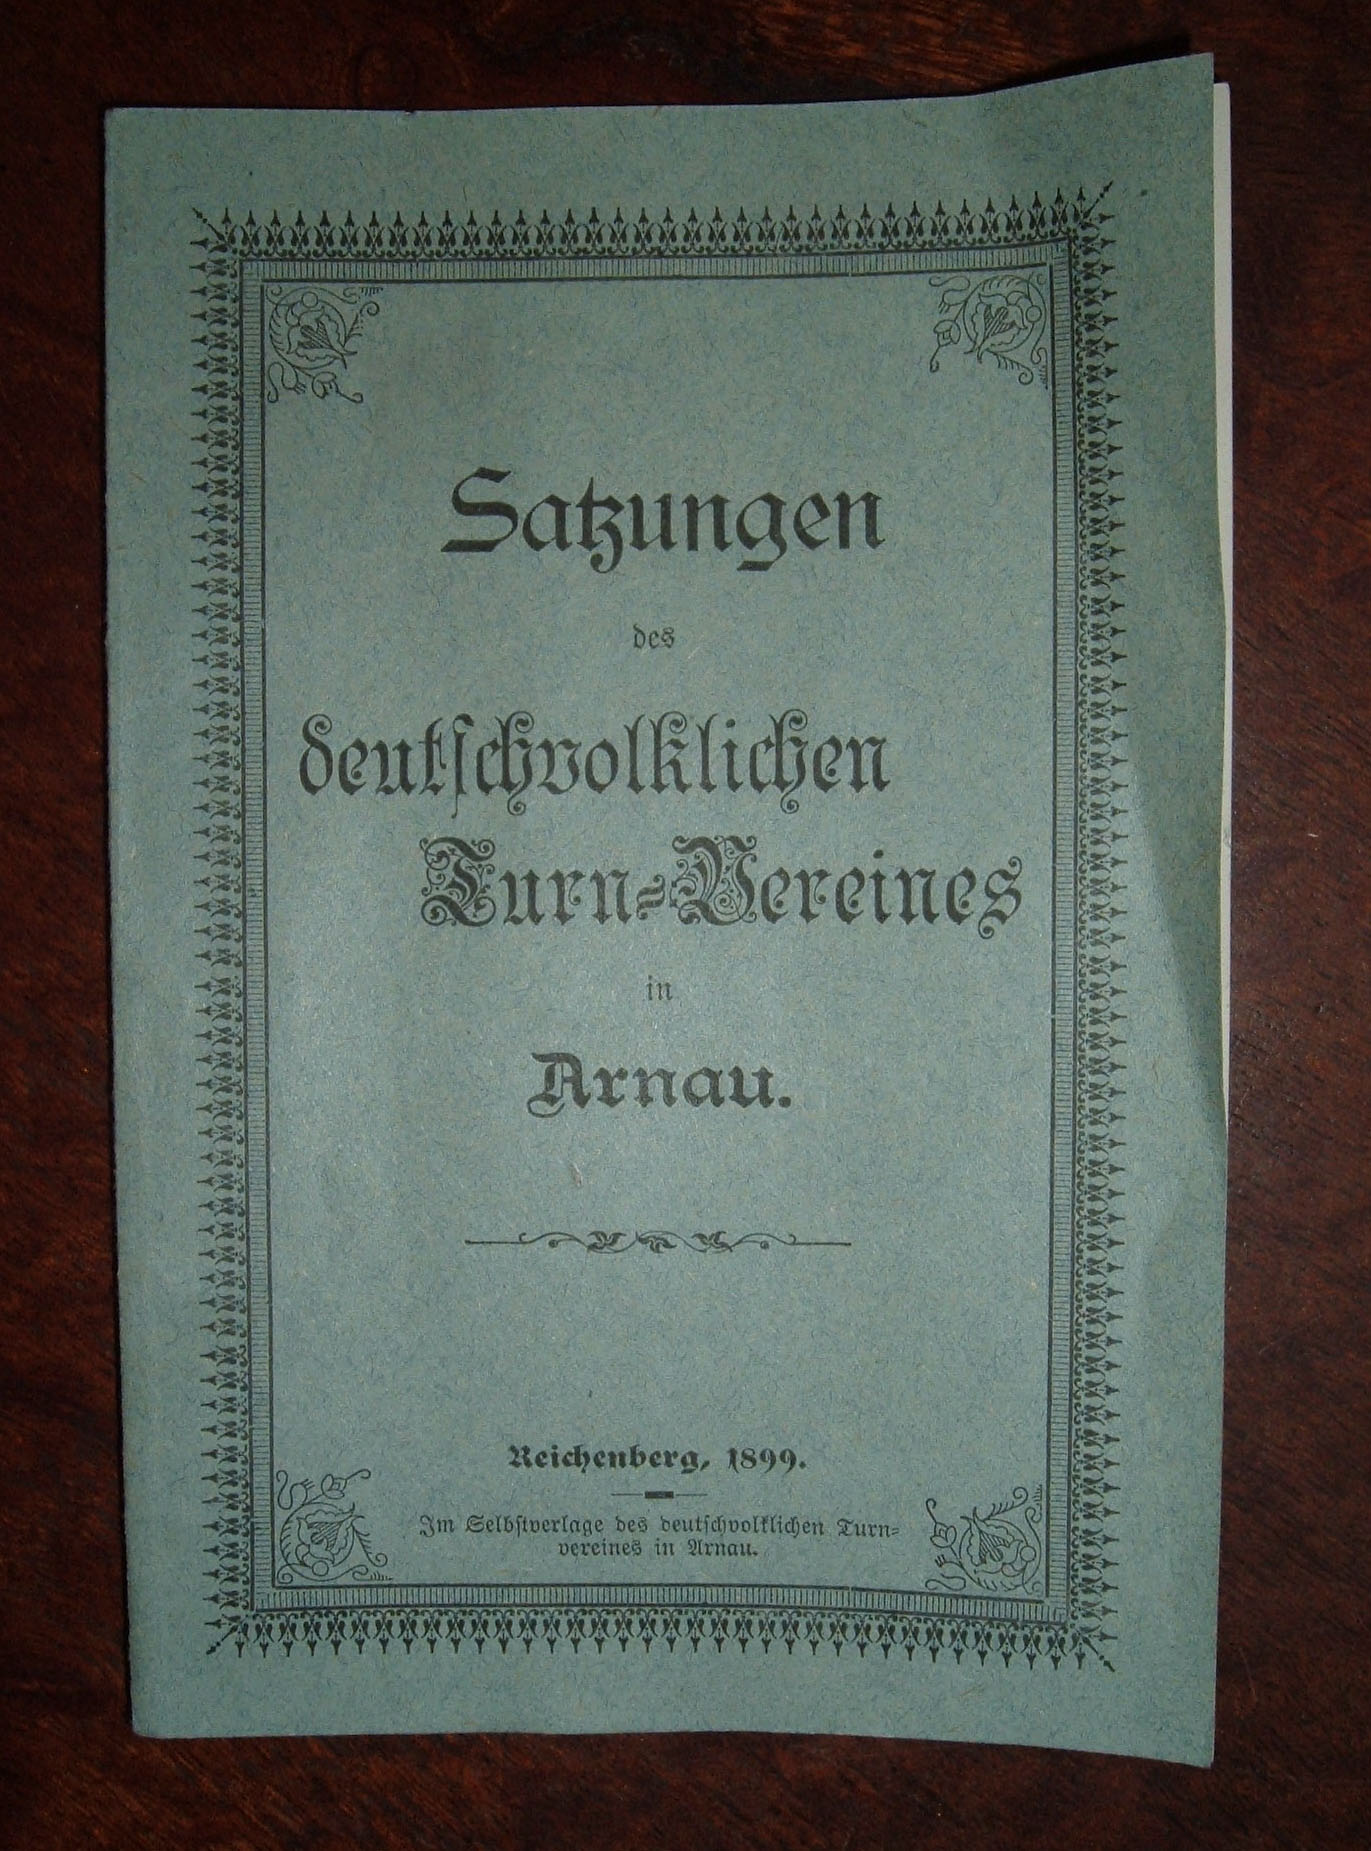 Satzungen
des
deutschvolklichen
Turn-Vereines
in
Arnau.
Reichenberg, 1899.
Im Selbstverlage des deutschvolklichen Turn-
vereines in Arnau.